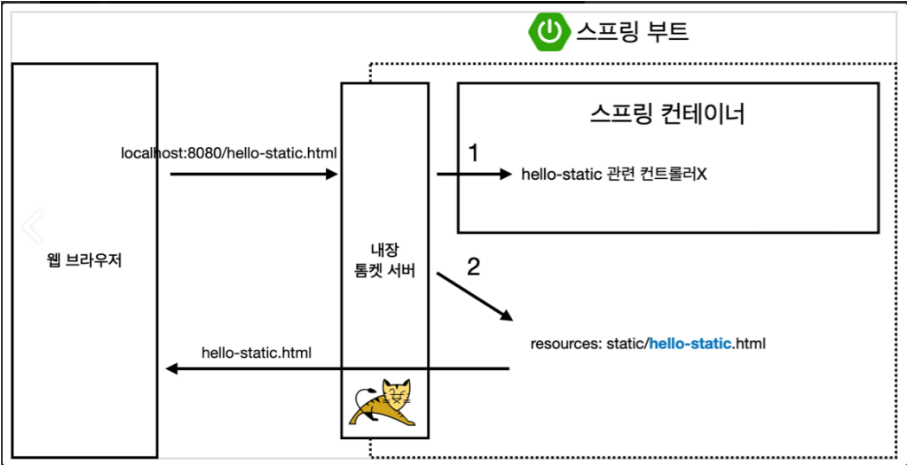 스프링 부트
스프링 컨테이너
localhost:8080/hello-static.html
1
hello-static 관련 컨트롤러X
웹 브라우저
내장
톰켓 서버
2
resources: static/hello-static.html
hello-static.html